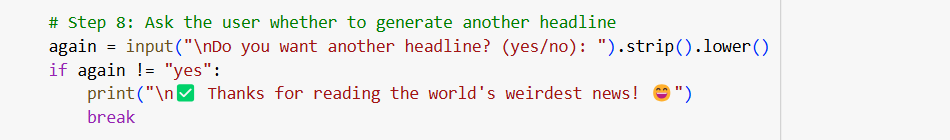 # Step 8: Ask the user whether to generate another headline
again = input("\nDo you want another headline? (yes/no): ").strip().lower()
if again != "yes":
    print("\n✅ Thanks for reading the world's weirdest news! 😄")
    break